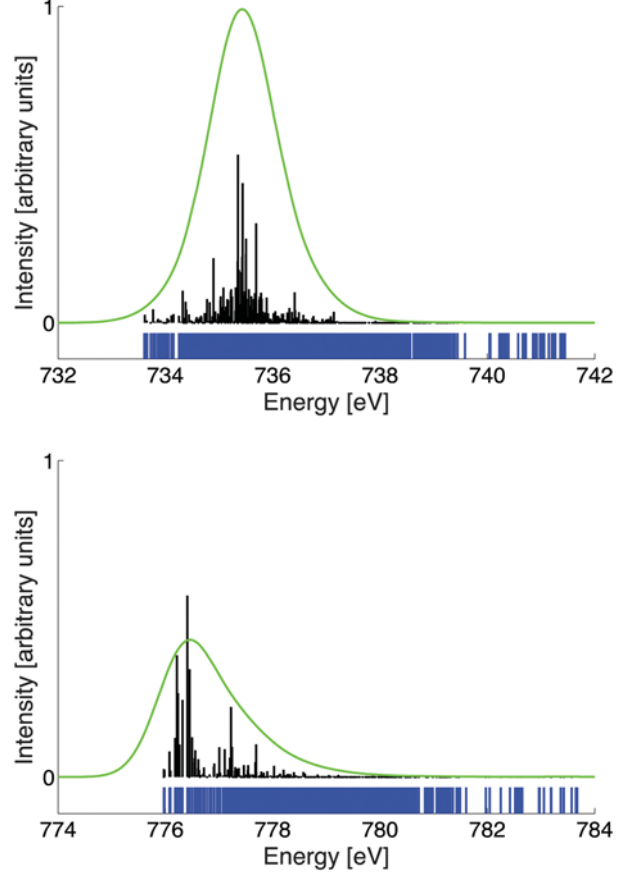 1
Intensity [arbitrary units]
0
732 734 736 738 740 742
Energy [eV]
1
Intensity [arbitrary units]
0
774 776 778 780 782 784
Energy [eV]